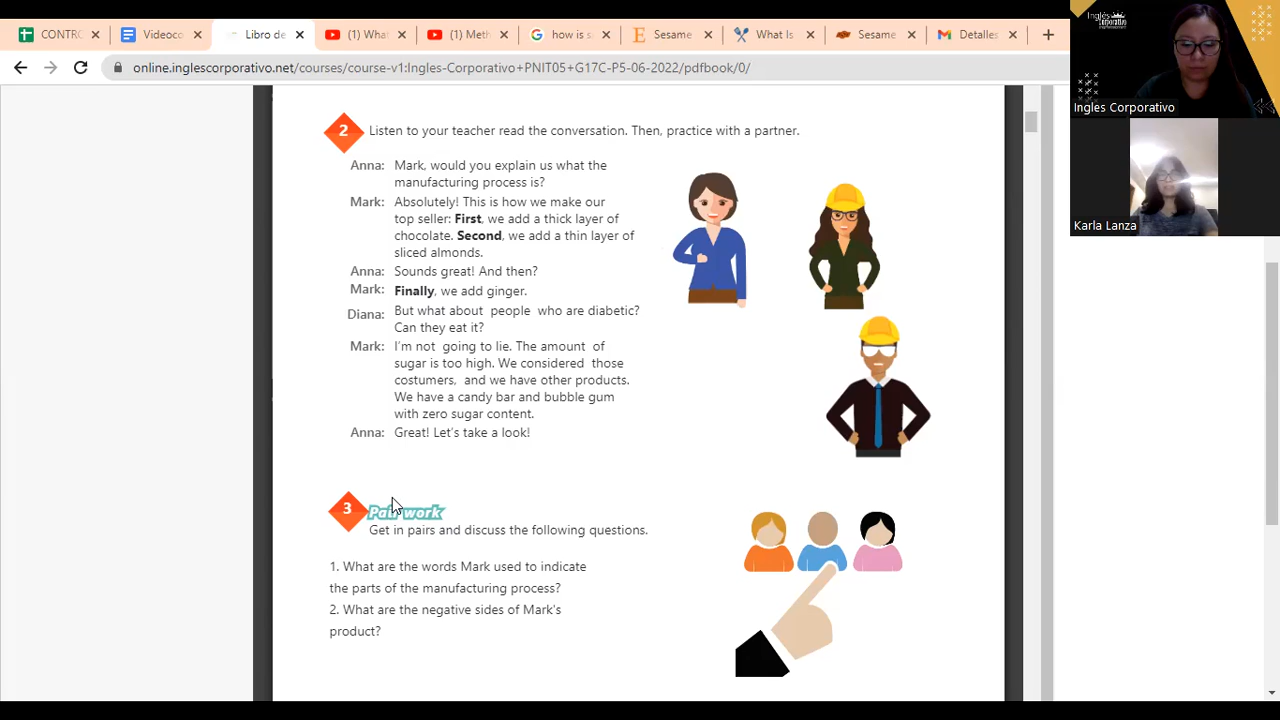 CONTRO
Videoco
Libro de
(1) What
(1) Meth
how is s
Sesame
What Is
Sesame
Detalles
online.inglescorporativo.net/courses/course-v1:Ingles-Corporativo+PNIT05+G17C-P5-06-2022/pdfbook/0/
Inglés
Corporativo
Ingles Corporativo
Karla Lanza
2 Listen to your teacher read the conversation. Then, practice with a partner.
Anna: Mark, would you explain us what the
manufacturing process is?
Mark: Absolutely! This is how we make our
top seller: First, we add a thick layer of
chocolate. Second, we add a thin layer of
sliced almonds.
Anna: Sounds great! And then?
Mark: Finally, we add ginger.
Diana: But what about people who are diabetic?
Can they eat it?
Mark: I'm not going to lie. The amount of
sugar is too high. We considered those
costumers, and we have other products.
We have a candy bar and bubble gum
with zero sugar content.
Anna: Great! Let's take a look!
3 Pair work
Get in pairs and discuss the following questions.
1. What are the words Mark used to indicate
the parts of the manufacturing process?
2. What are the negative sides of Mark's
product?